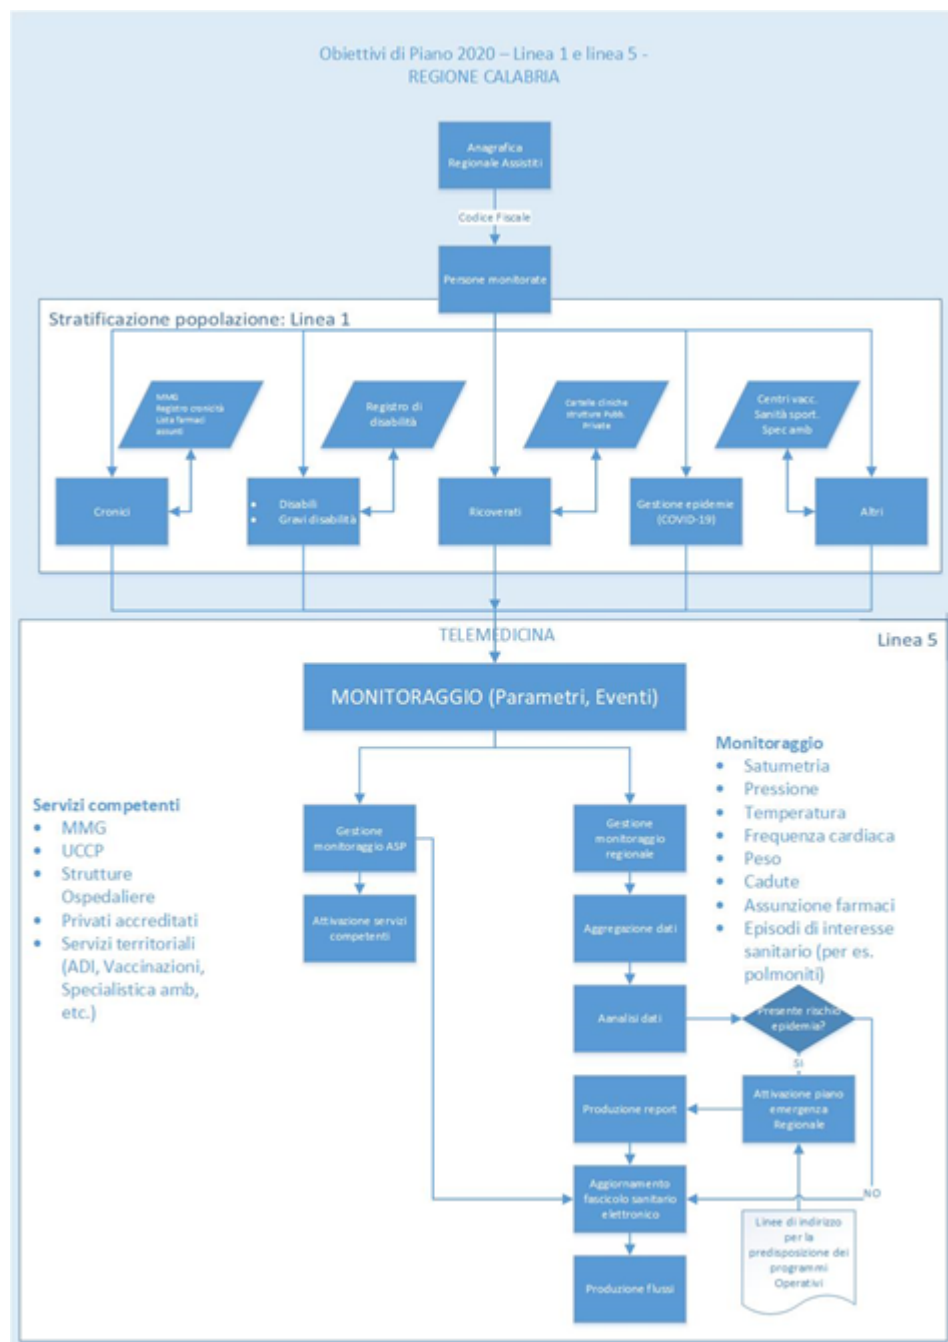 Obiettivi di Piano 2020 – Linea 1 e linea 5 -
REGIONE CALABRIA
Anagrafica
Regionale Assistiti
Codice Fiscale
Persone monitorate
Stratificazione popolazione: Linea 1
MMG
Registro cronicità
Lista farmaci
assunti
Registro di
disabilità
Cartelle cliniche
strutture Pubb.
Private
Centri vacc.
Sanità sport.
Spec amb
Cronici
• Disabili
• Gravi disabilità
Ricoverati
Gestione epidemie
(COVID-19)
Altri
TELEMEDICINA
Linea 5
MONITORAGGIO (Parametri, Eventi)
Servizi competenti
• MMG
• UCCP
• Strutture
Ospedaliere
• Privati accreditati
• Servizi territoriali
(ADI, Vaccinazioni,
Specialistica amb,
etc.)
Gestione
monitoraggio ASP
Attivazione servizi
competenti
Gestione
monitoraggio
regionale
Aggregazione dati
Aanalisi dati
Monitoraggio
• Satumetria
• Pressione
• Temperatura
• Frequenza cardiaca
• Peso
• Cadute
• Assunzione farmaci
• Episodi di interesse
sanitario (per es.
polmoniti)
Presente rischio
epidemia?
SI
Attivazione piano
emergenza
Regionale
Produzione report
NO
Aggiornamento
fascicolo sanitario
elettronico
Linee di indirizzo
per la
predisposizione dei
programmi
Operativi
Produzione flussi